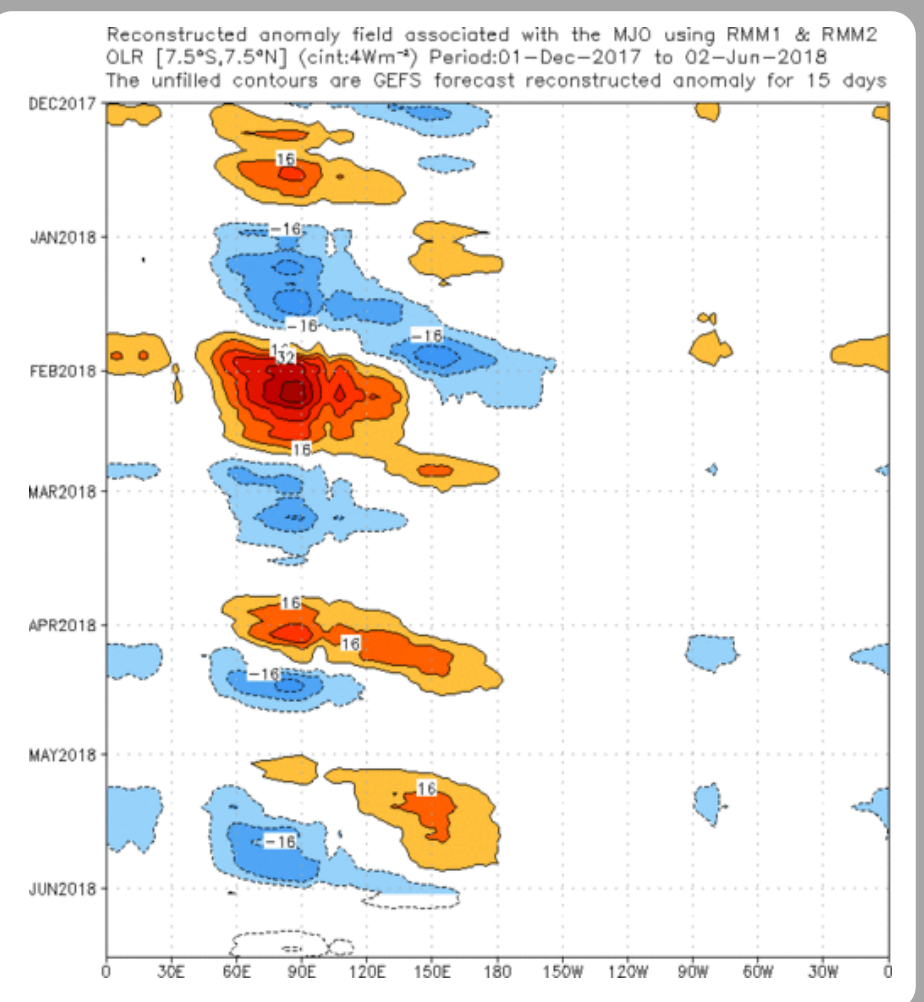 Reconstructed anomaly field associated with the MJO using RMM1 & RMM2
OLR [7.5°S,7.5°N] (cint:4Wm⁻²) Period:01-Dec-2017 to 02-Jun-2018
The unfilled contours are GEFS forecast reconstructed anomaly for 15 days
DEC2017
16
-16
JAN2018
-16
-16
32
FEB2018
16
MAR2018
16
APR2018
16
-16
MAY2018
16
-16
JUN2018
0 30E 60E 90E 120E 150E 180 150W 120W 90W 60W 30W 0